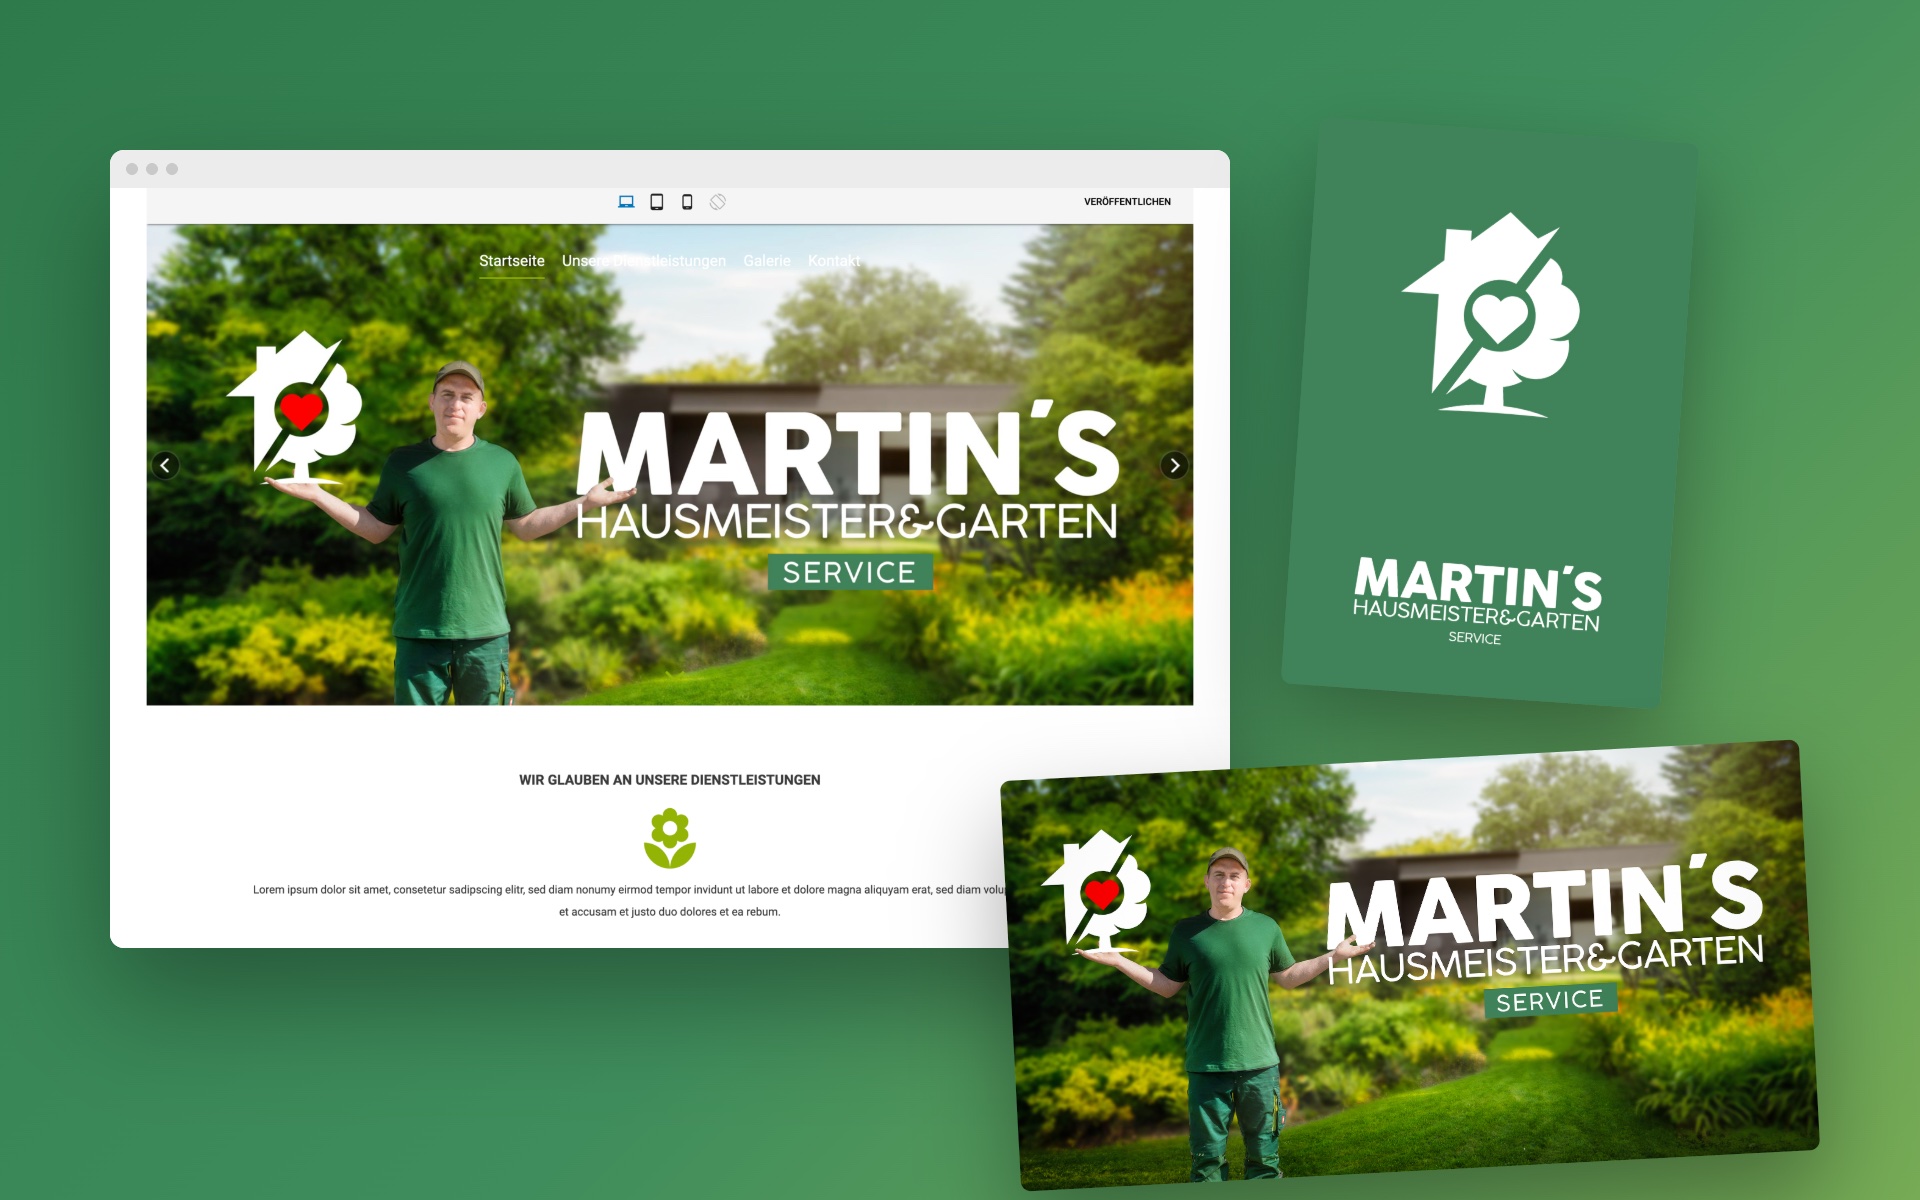 VERÖFFENTLICHEN
Startseite Unsere Dienstleistungen Galerie Kontakt
MARTIN´S
HAUSMEISTER&GARTEN
SERVICE
WIR GLAUBEN AN UNSERE DIENSTLEISTUNGEN
Lorem ipsum dolor sit amet, consetetur sadipscing elitr, sed diam nonumy eirmod tempor invidunt ut labore et dolore magna aliquyam erat, sed diam
et accusam et justo duo dolores et ea rebum.
MARTIN´S
HAUSMEISTER&GARTEN
SERVICE
MARTIN´S
HAUSMEISTER&GARTEN
SERVICE